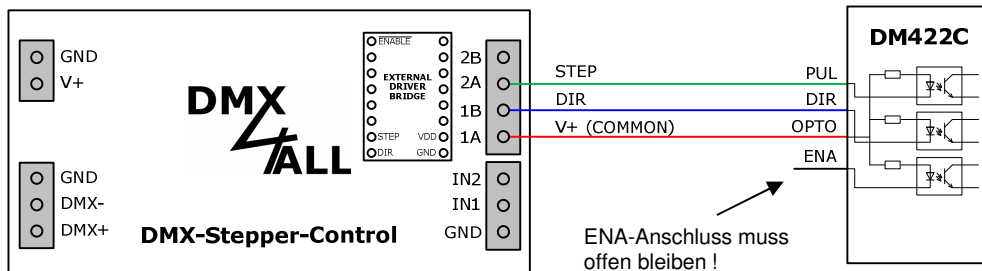 GND
V+
GND
DMX-
DMX+
DMX
4
ALL
DMX-Stepper-Control
ENABLE
EXTERNAL
DRIVER
BRIDGE
STEP VDD
DIR GND
2B
2A
1B
1A
IN2
IN1
GND
STEP
DIR
V+ (COMMON)
DM422C
PUL
DIR
OPTO
ENA
ENA-Anschluss muss
offen bleiben !